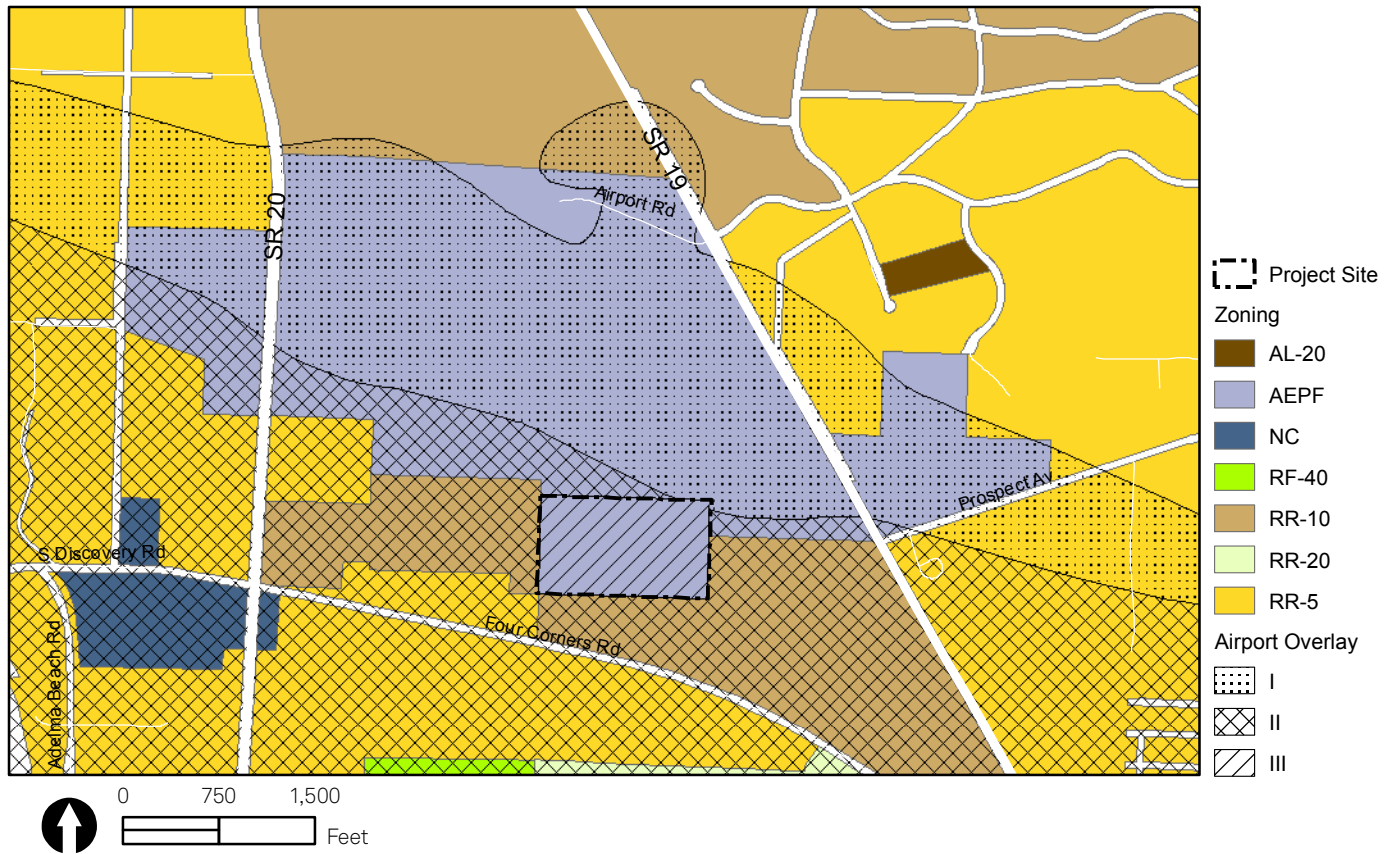 SR 20
SR 19
Airport Rd
Prospect Av
S Discovery Rd
Four Corners Rd
Adelma Beach Rd
Project Site
Zoning
AL-20
AEPF
NC
RF-40
RR-10
RR-20
RR-5
Airport Overlay
I
II
III
0 750 1,500
Feet